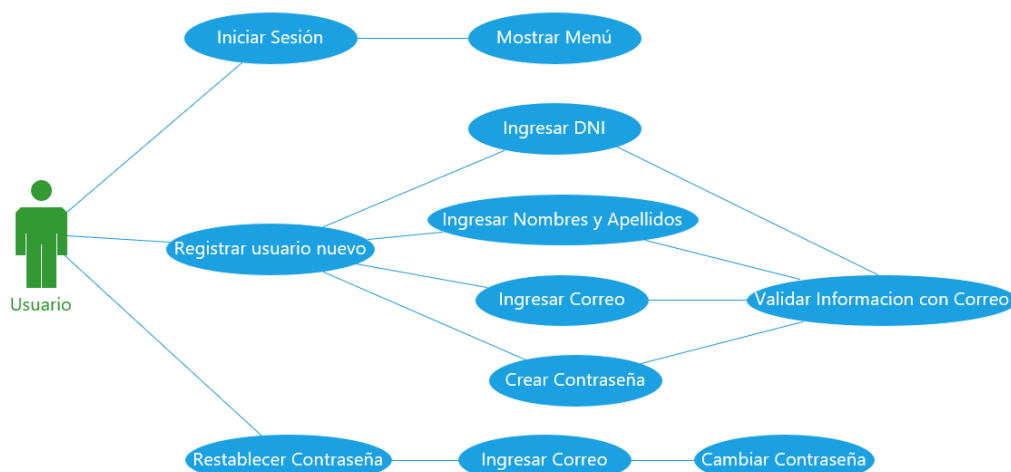 Iniciar Sesión
Mostrar Menú
Ingresar DNI
Ingresar Nombres y Apellidos
Registrar usuario nuevo
Ingresar Correo
Validar Informacion con Correo
Usuario
Crear Contraseña
Restablecer Contraseña
Ingresar Correo
Cambiar Contraseña